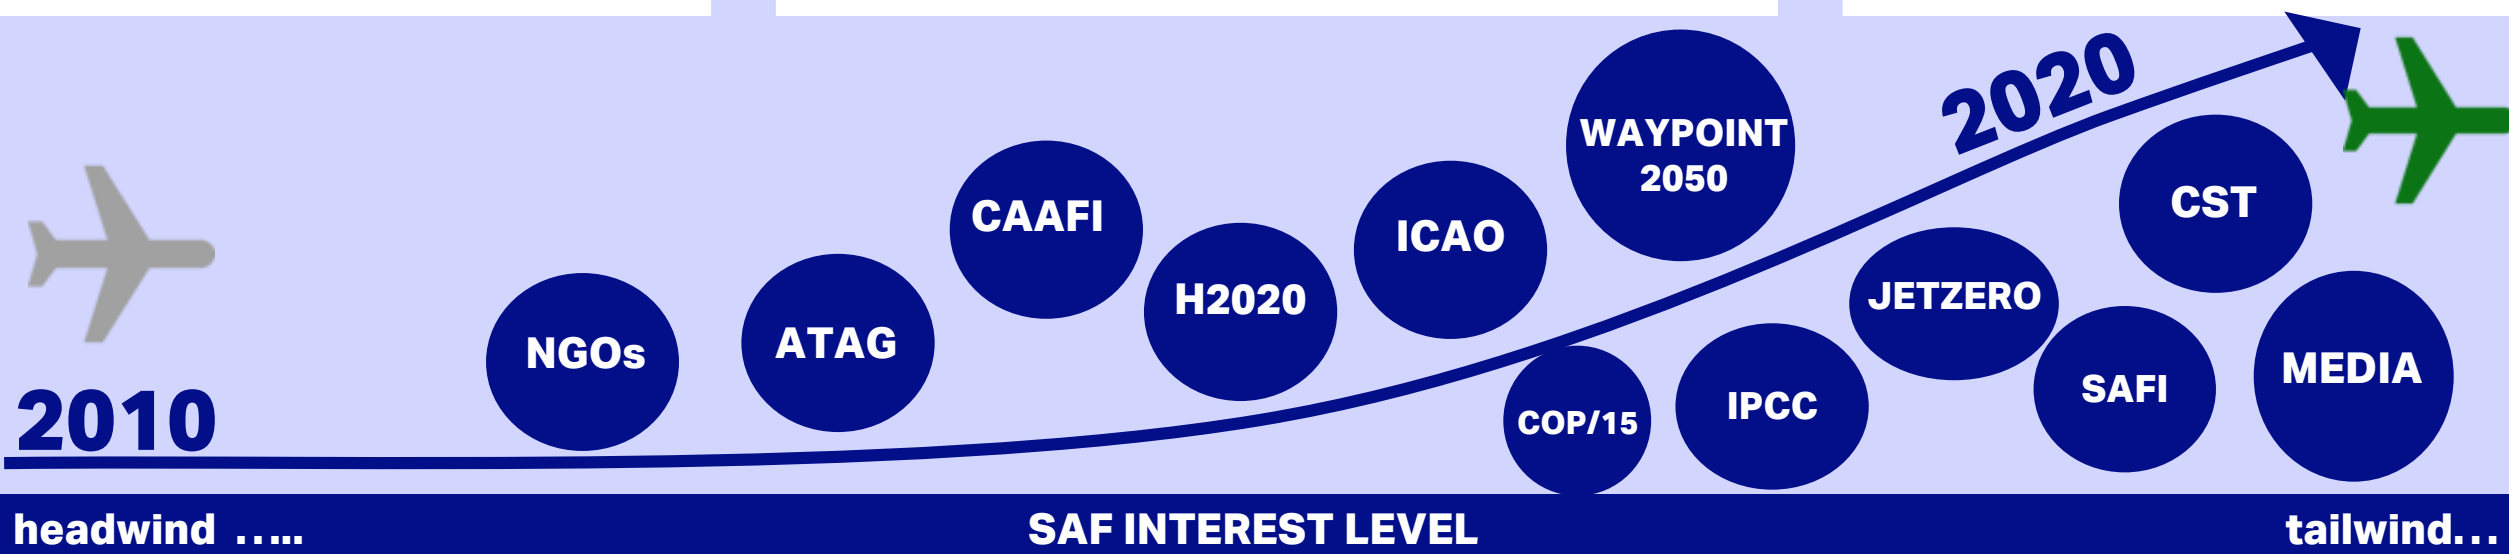 2010
NGOs
ATAG
CAAFI
H2020
ICAO
WAYPOINT
2050
2020
COP/15
IPCC
JETZERO
SAFI
CST
MEDIA
headwind .....
SAF INTEREST LEVEL
tailwind...